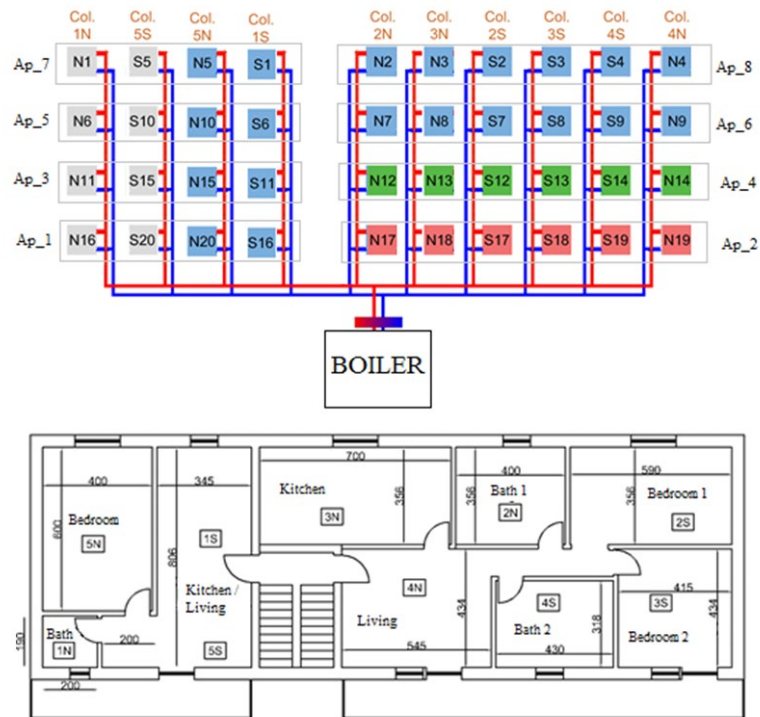 Col. Col. Col. Col. Col. Col. Col. Col. Col. Col.
1N 5S 5N 1S 2N 3N 2S 3S 4S 4N
Ap_7 N1 S5 N5 S1 N2 N3 S2 S3 S4 N4 Ap_8
Ap_5 N6 S10 N10 S6 N7 N8 S7 S8 S9 N9 Ap_6
Ap_3 N11 S15 N15 S11 N12 N13 S12 S13 S14 N14 Ap_4
Ap_1 N16 S20 N20 S16 N17 N18 S17 S18 S19 N19 Ap_2
BOILER
400
600
Bedroom
5N
Bath
1N
190
200
345
806
1S
Kitchen /
Living
200
5S
700
Kitchen
356
3N
400
356
Bath 1
2N
590
356
Bedroom 1
2S
4N
434
Living
545
4S
318
Bath 2
430
415
3S
434
Bedroom 2